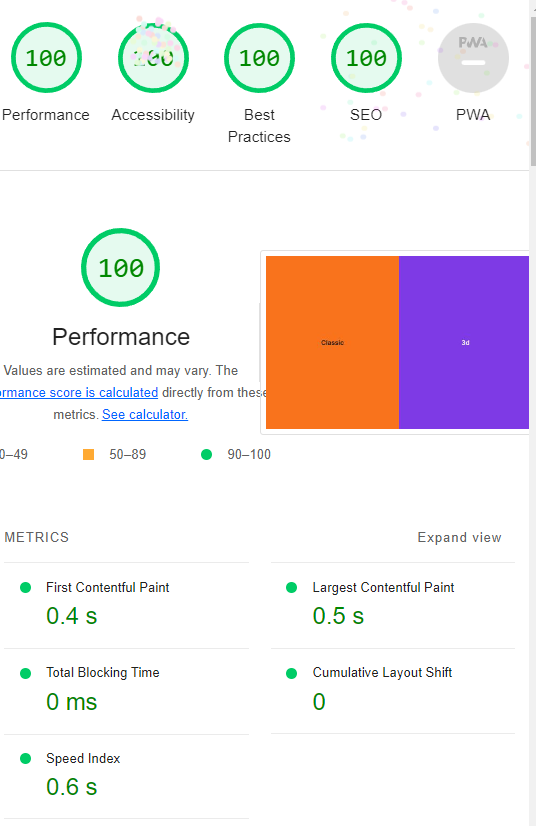 100 100 100 100 PWA
Performance Accessibility Best Practices SEO PWA
100
Performance
Values are estimated and may vary. The
ormance score is calculated directly from these
metrics. See calculator.
0–49 50–89 90–100
Classic 3d
METRICS Expand view
First Contentful Paint Largest Contentful Paint
0.4 s 0.5 s
Total Blocking Time Cumulative Layout Shift
0 ms 0
Speed Index
0.6 s